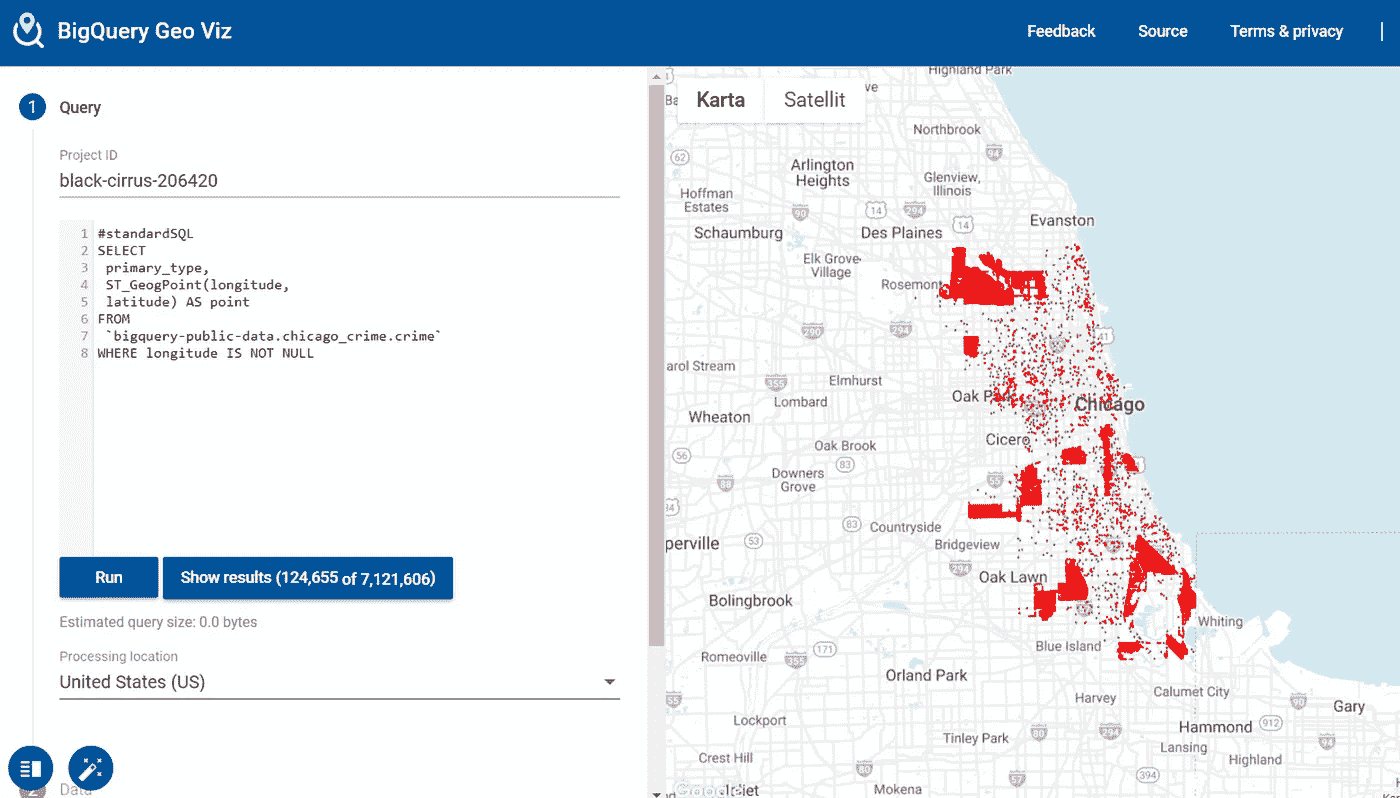 BigQuery Geo Viz
Feedback
Source
Terms & privacy
1
Query
Project ID
black-cirrus-206420
1 #standardSQL
2 SELECT
3 primary_type,
4 ST_GeogPoint(longitude,
5 latitude) AS point
6 FROM
7 `bigquery-public-data.chicago_crime.crime`
8 WHERE longitude IS NOT NULL
Run
Show results (124,655 of 7,121,606)
Estimated query size: 0.0 bytes
Processing location
United States (US)
2
Data
Karta
Satellit
Highland Park
Northbrook
94
62
Arlington
Heights
Glenview,
Illinois
Hoffman
Estates
90
14
294
14
Evanston
Schaumburg
Des Plaines
Elk Grove
Village
Rosemont
290
294
41
arol Stream
355
Elmhurst
Lombard
Oak
Chicago
Wheaton
Cicero
Oak Brook
56
83
Downers
Grove
88
55
83
Countryside
53
perville
Bridgeview
294
Oak Lawn
Bolingbrook
Whiting
171
Blue Island
Romeoville
355
Orland Park
55
Harvey
Calumet City
90
Gary
Lockport
Hammond
912
80
294
94
Tinley Park
Lansing
Highland
Crest Hill
80
57
394
Mokena